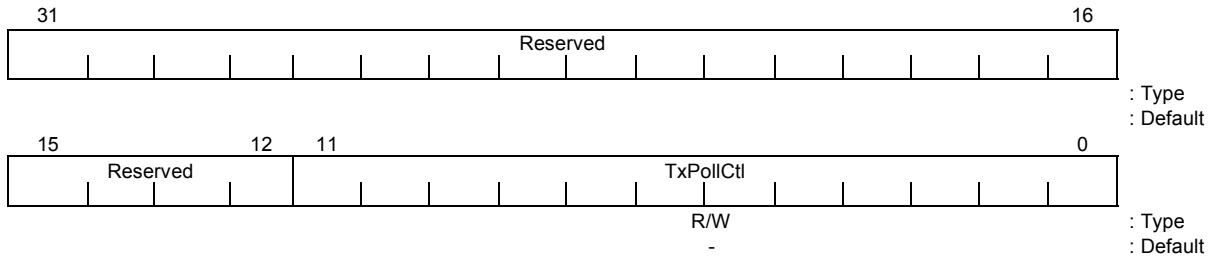 31 16
Reserved
: Type
: Default
15 12 11 0
Reserved TxPollCtl
R/W : Type
- : Default